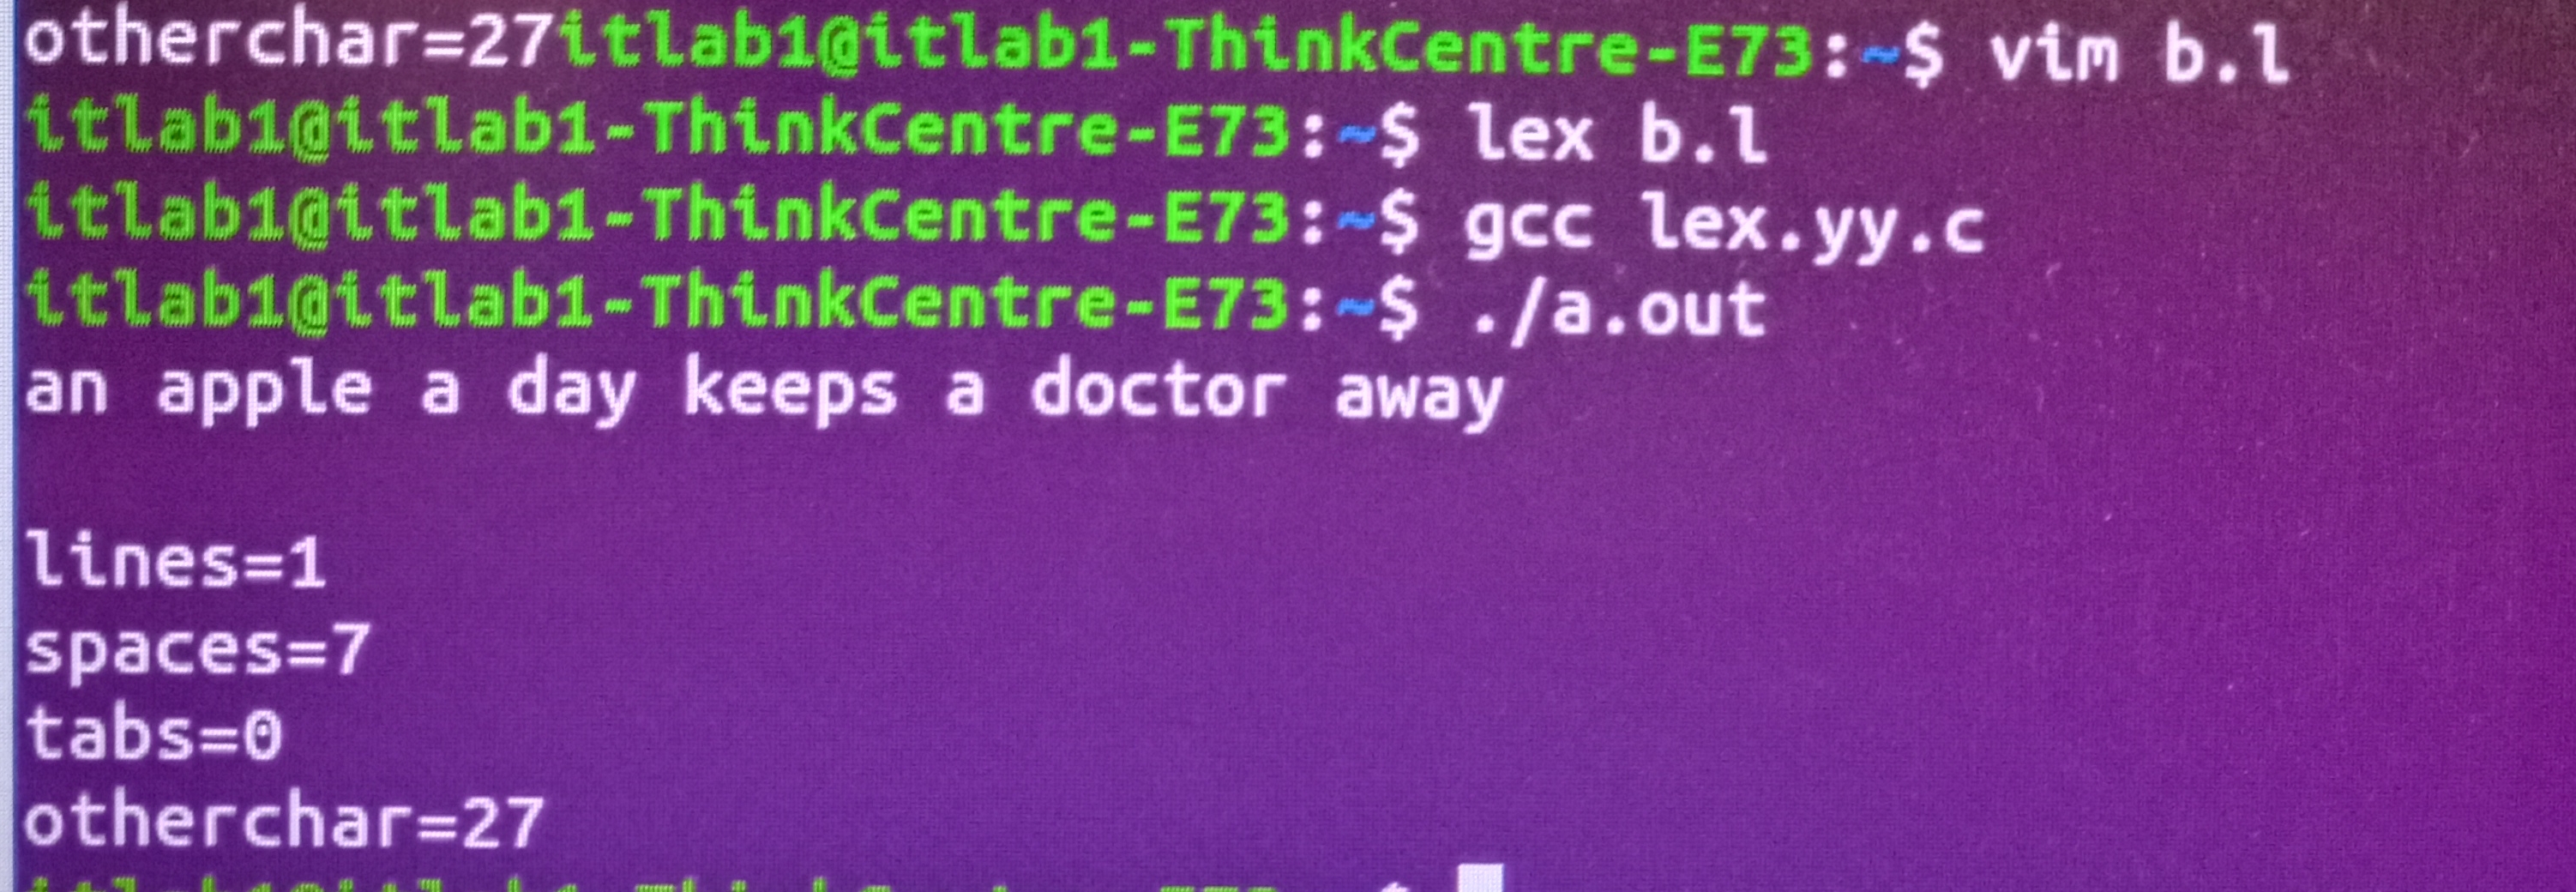 otherchar=27itlab1@itlab1-ThinkCentre-E73:~$ vim b.l
itlab1@itlab1-ThinkCentre-E73:~$ lex b.l
itlab1@itlab1-ThinkCentre-E73:~$ gcc lex.yy.c
itlab1@itlab1-ThinkCentre-E73:~$ ./a.out
an apple a day keeps a doctor away
lines=1
spaces=7
tabs=0
otherchar=27